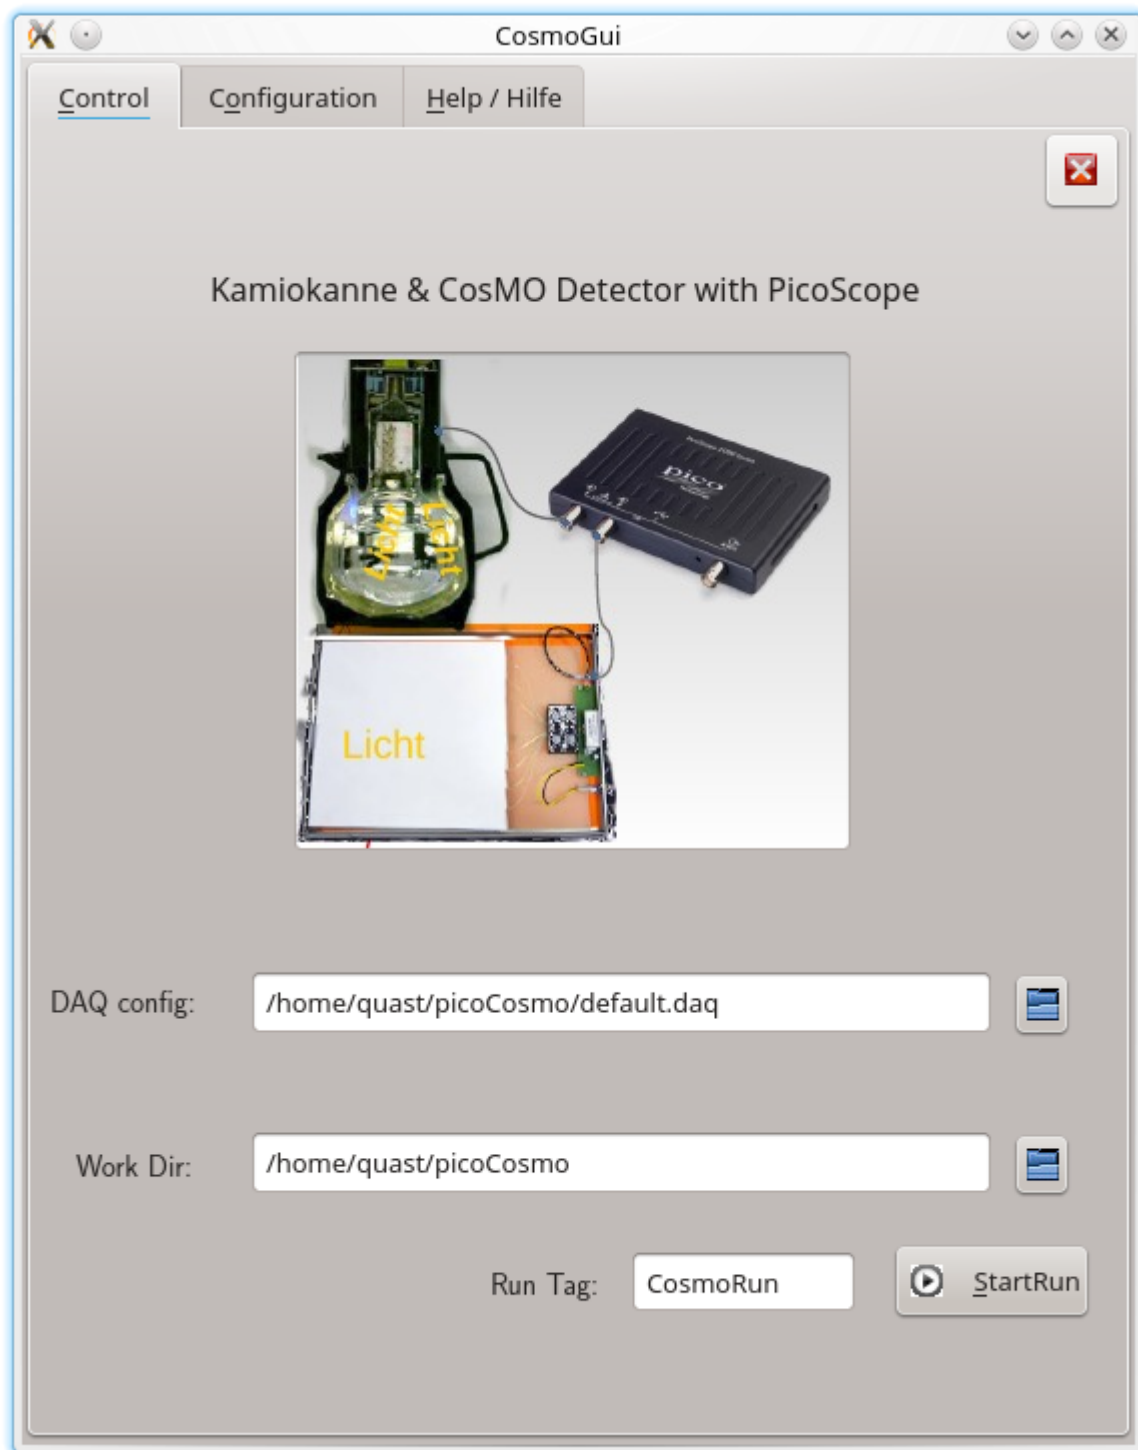 CosmoGui
Control
Configuration
Help / Hilfe
Kamiokanne & CosMO Detector with PicoScope
pico
Licht
Licht
DAQ config:
/home/quast/picoCosmo/default.daq
Work Dir:
/home/quast/picoCosmo
Run Tag:
CosmoRun
StartRun